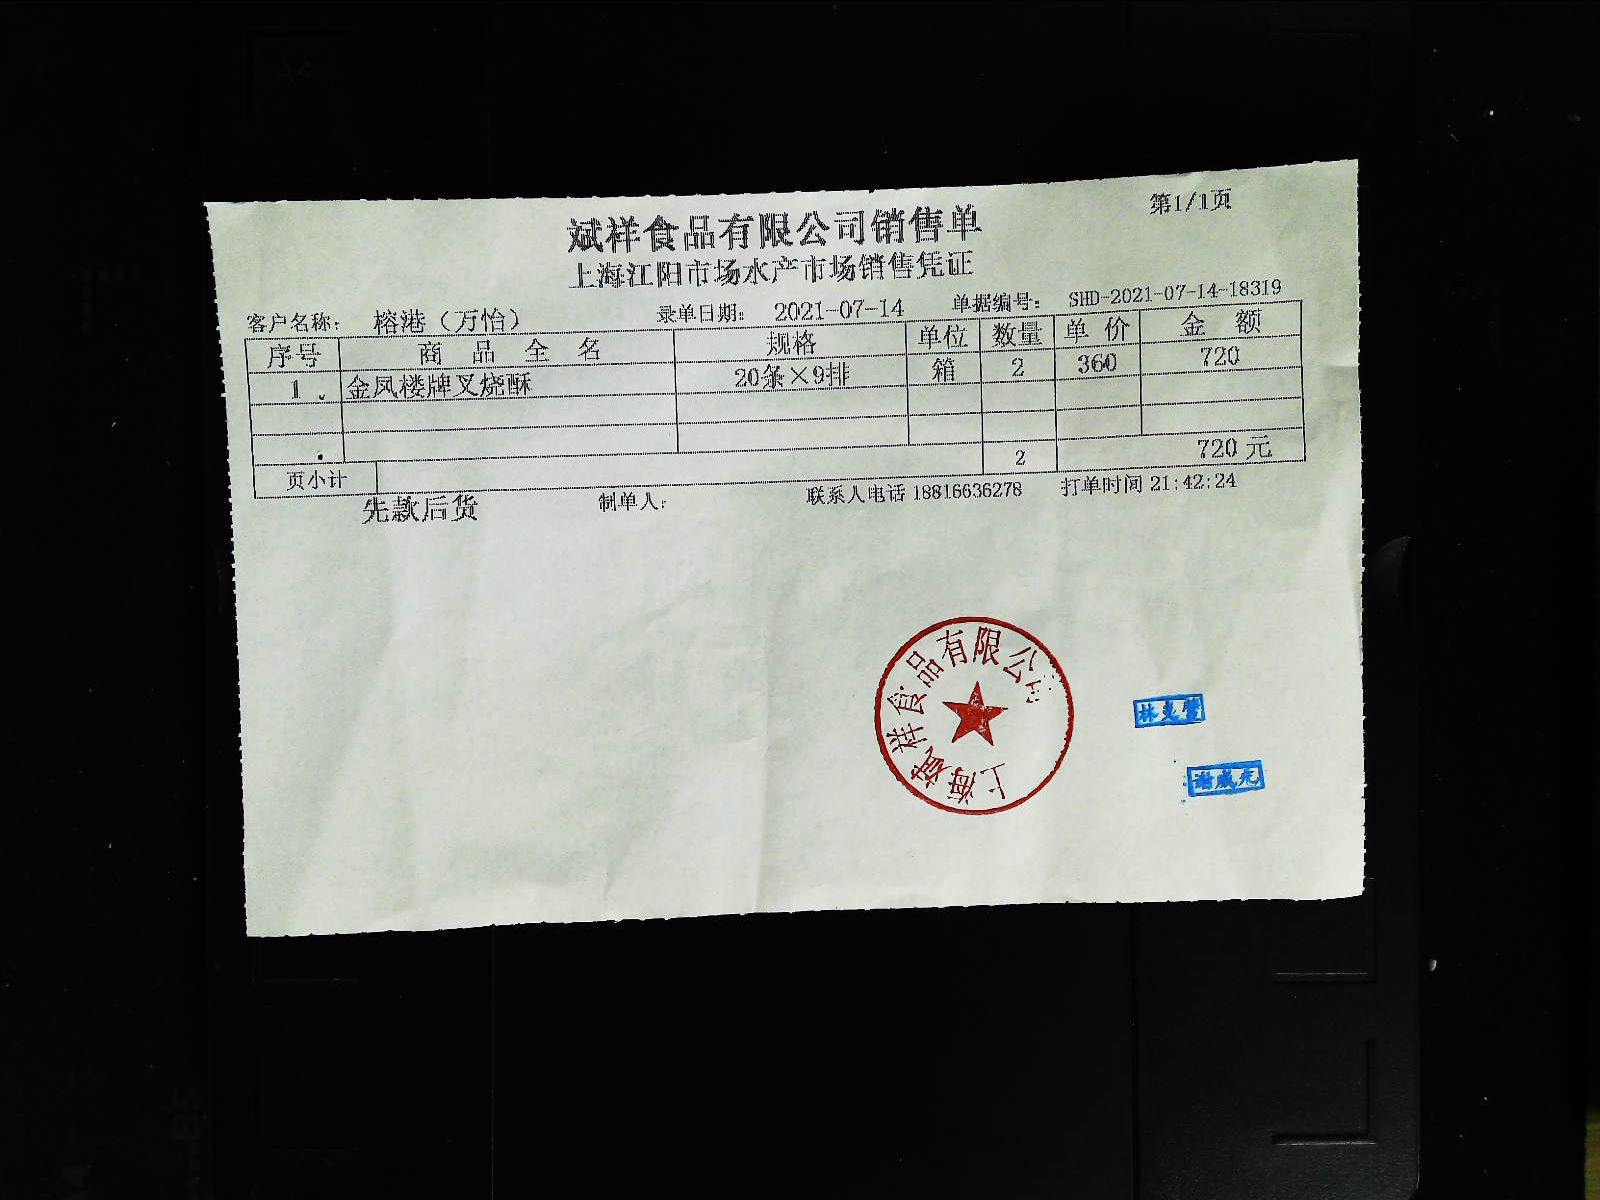 第1/1页
斌祥食品有限公司销售单
上海江阳市场水产市场销售凭证
客户名称： 榕港（万怡） 录单日期： 2021-07-14 单据编号： SHD-2021-07-14-18319
序号 商品全名 规格 单位 数量 单价 金额
1 金凤楼牌叉烧酥 20条×9排 箱 2 360 720
页小计 2 720元
先款后货 制单人： 联系人电话 18816636278 打单时间 21:42:24
上海斌祥食品有限公司